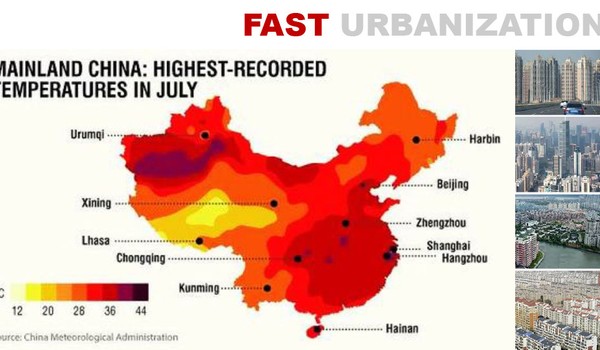 FAST URBANIZATION
MAINLAND CHINA: HIGHEST-RECORDED
TEMPERATURES IN JULY
Urumqi
Harbin
Beijing
Xining
Zhengzhou
Lhasa
Shanghai
Chongqing
Hangzhou
Kunming
°C
12 20 28 36 44
Hainan
Source: China Meteorological Administration